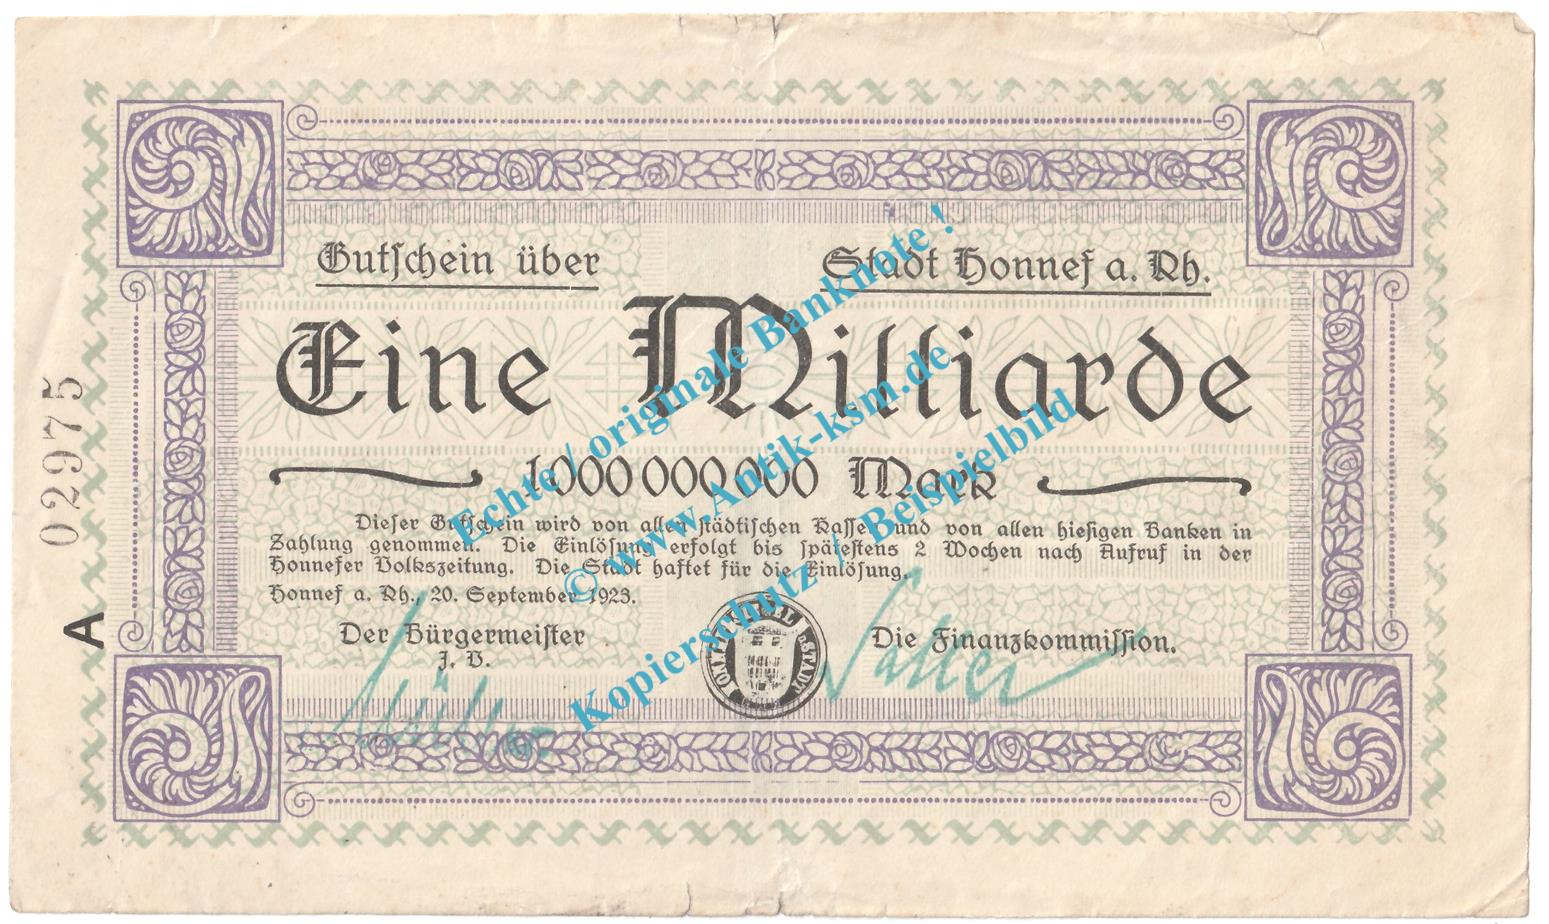 Gutschein über
Stadt Honnef a. Rh.
Eine Milliarde
1000 000 000 Mark
Dieser Gutschein wird von allen städtischen Kassen und von allen hiesigen Banken in
Zahlung genommen. Die Einlösung erfolgt bis spätestens 2 Wochen nach Aufruf in der
Honnefer Volkszeitung. Die Stadt haftet für die Einlösung.
Honnef a. Rh., 20. September 1923.
Der Bürgermeister
J. V.
Die Finanzkommission.
02975
A
Echte / originale Banknote !
© www.Antik-ksm.de
Kopierschutz / Beispielbild